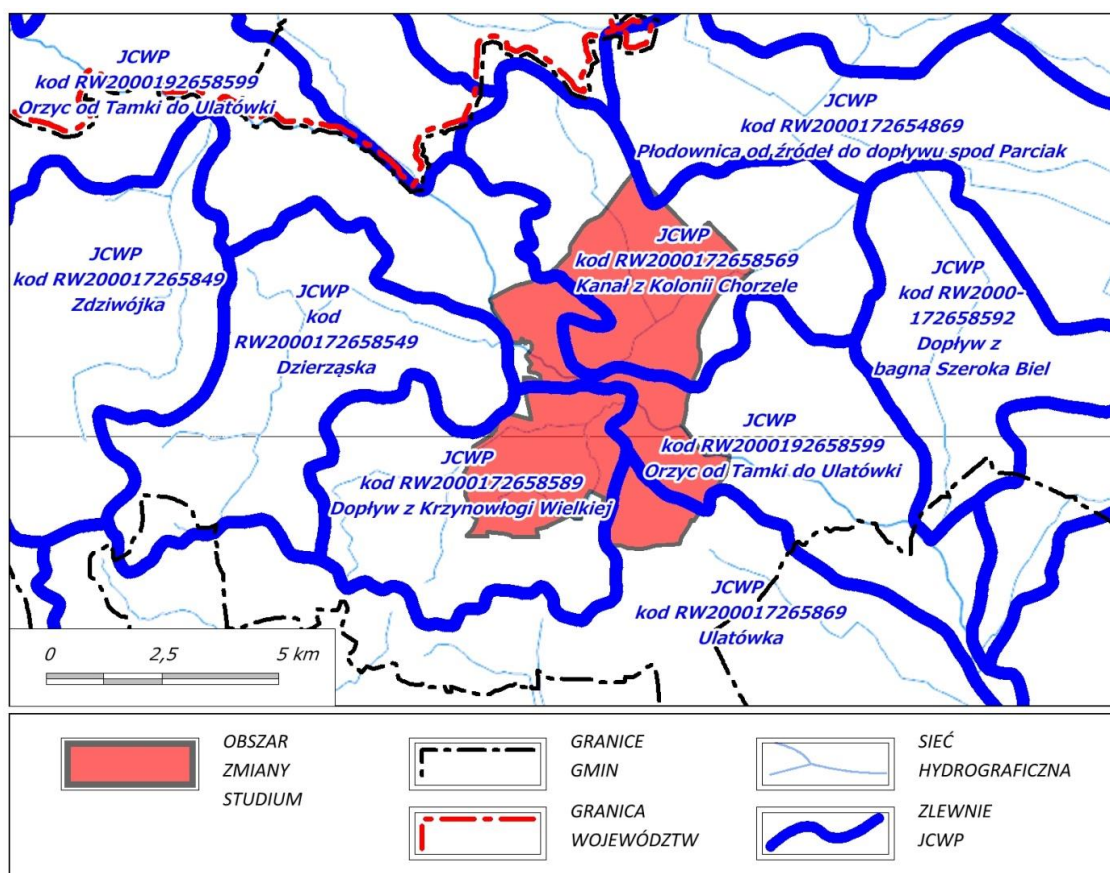 JCWP
kod RW2000192658599
Orzyc od Tamki do Ulatówki
JCWP
kod RW2000172654869
Płodownica od źródeł do dopływu spod Parciak
JCWP
kod RW200017265849
Zdziwójka
JCWP
kod
RW2000172658549
Dzierząska
JCWP
kod RW2000172658569
Kanał z Kolonii Chorzele
JCWP
kod RW2000-
172658592
Dopływ z
bagna Szeroka Biel
JCWP
kod RW2000172658589
Dopływ z Krzynowłogi Wielkiej
JCWP
kod RW2000192658599
Orzyc od Tamki do Ulatówki
JCWP
kod RW200017265869
Ulatówka
0 2,5 5 km
OBSZAR
ZMIANY
STUDIUM
GRANICE
GMIN
GRANICA
WOJEWÓDZTW
SIEĆ
HYDROGRAFICZNA
ZLEWNIE
JCWP